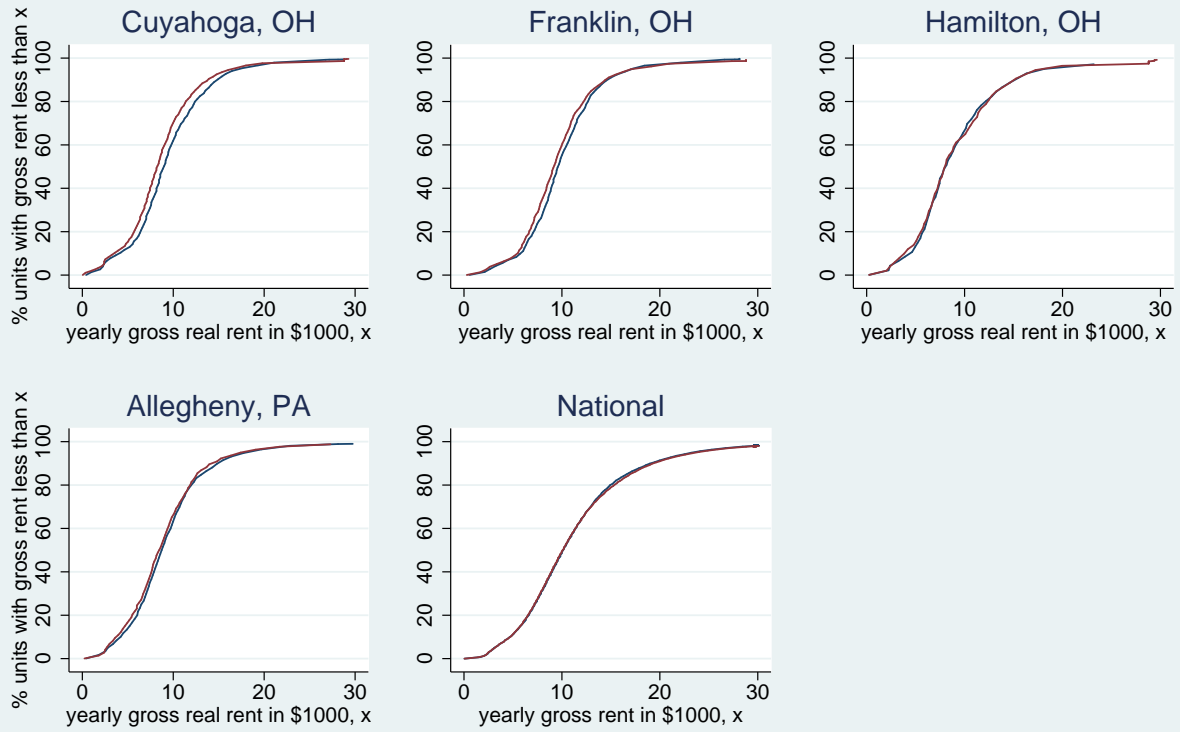 Cuyahoga, OH
% units with gross rent less than x
0 20 40 60 80 100
0 10 20 30
yearly gross real rent in $1000, x
Franklin, OH
0 20 40 60 80 100
0 10 20 30
yearly gross real rent in $1000, x
Hamilton, OH
0 20 40 60 80 100
0 10 20 30
yearly gross real rent in $1000, x
Allegheny, PA
% units with gross rent less than x
0 20 40 60 80 100
0 10 20 30
yearly gross real rent in $1000, x
National
0 20 40 60 80 100
0 10 20 30
yearly gross rent in $1000, x